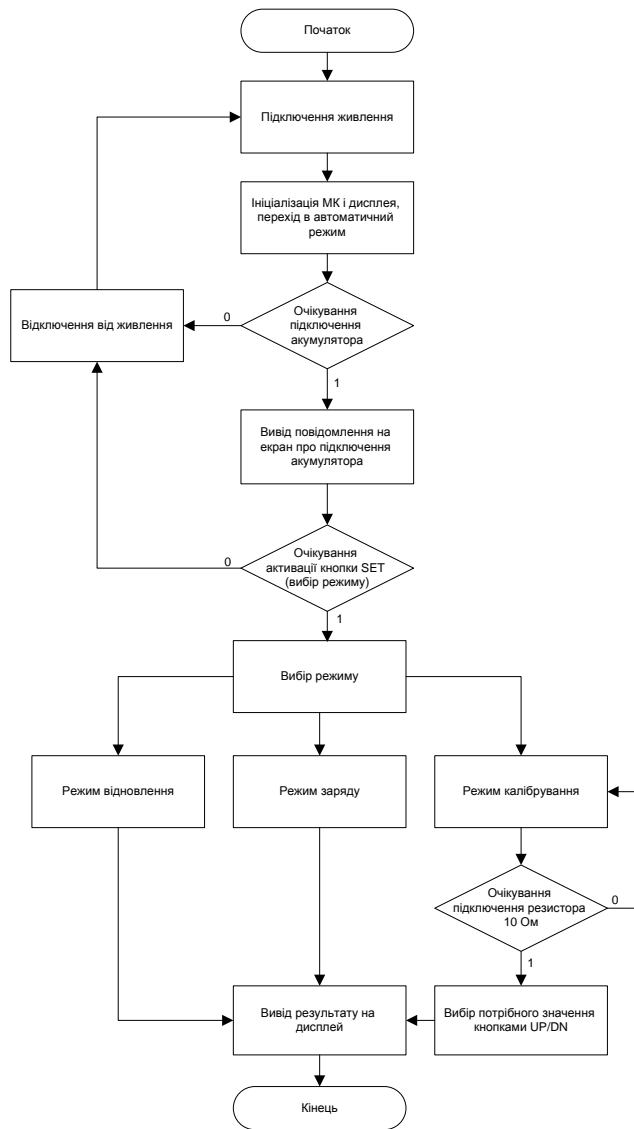 Початок
Підключення живлення
Ініціалізація МК і дисплея,
перехід в автоматичний
режим
Відключення від живлення
0
Очікування
підключення
акумулятора
1
Вивід повідомлення на
екран про підключення
акумулятора
0
Очікування
активації кнопки SET
(вибір режиму)
1
Вибір режиму
Режим відновлення
Режим заряду
Режим калібрування
Очікування
підключення резистора
10 Ом
0
1
Вивід результату на
дисплей
Вибір потрібного значення
кнопками UP/DN
Кінець